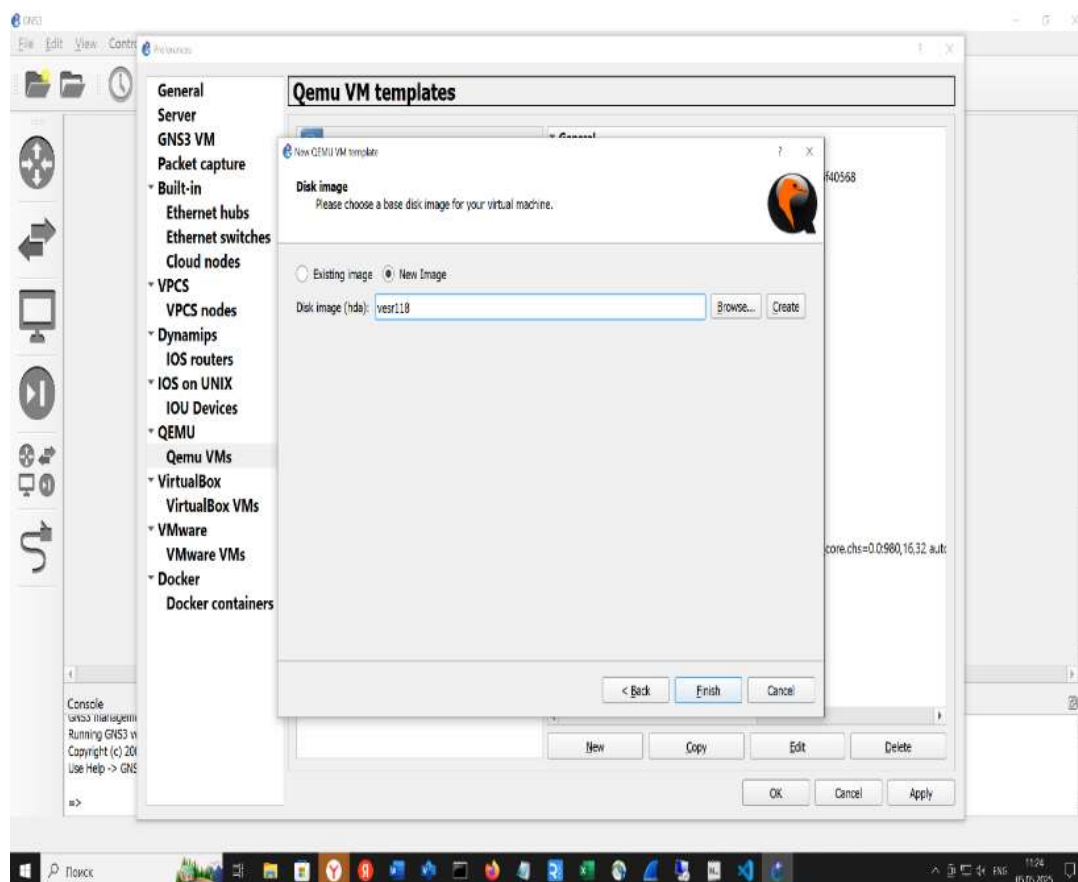 GNS3
File Edit View Contro
Preferences
General
Server
GNS3 VM
Packet capture
Built-in
Ethernet hubs
Ethernet switches
Cloud nodes
VPCS
VPCS nodes
Dynamips
IOS routers
IOS on UNIX
IOU Devices
QEMU
Qemu VMs
VirtualBox
VirtualBox VMs
VMware
VMware VMs
Docker
Docker containers
Qemu VM templates
General
f40568
core.chs=0.0:980,16,32 auto
New QEMU VM template
Disk image
Please choose a base disk image for your virtual machine.
Existing image New Image
Disk image (hda): vesr118 Browse... Create
< Back Finish Cancel
New Copy Edit Delete
OK Cancel Apply
Console
GNS3 managem
Running GNS3 v
Copyright (c) 200
Use Help -> GNS
=>
Поиск
ENG
11:24